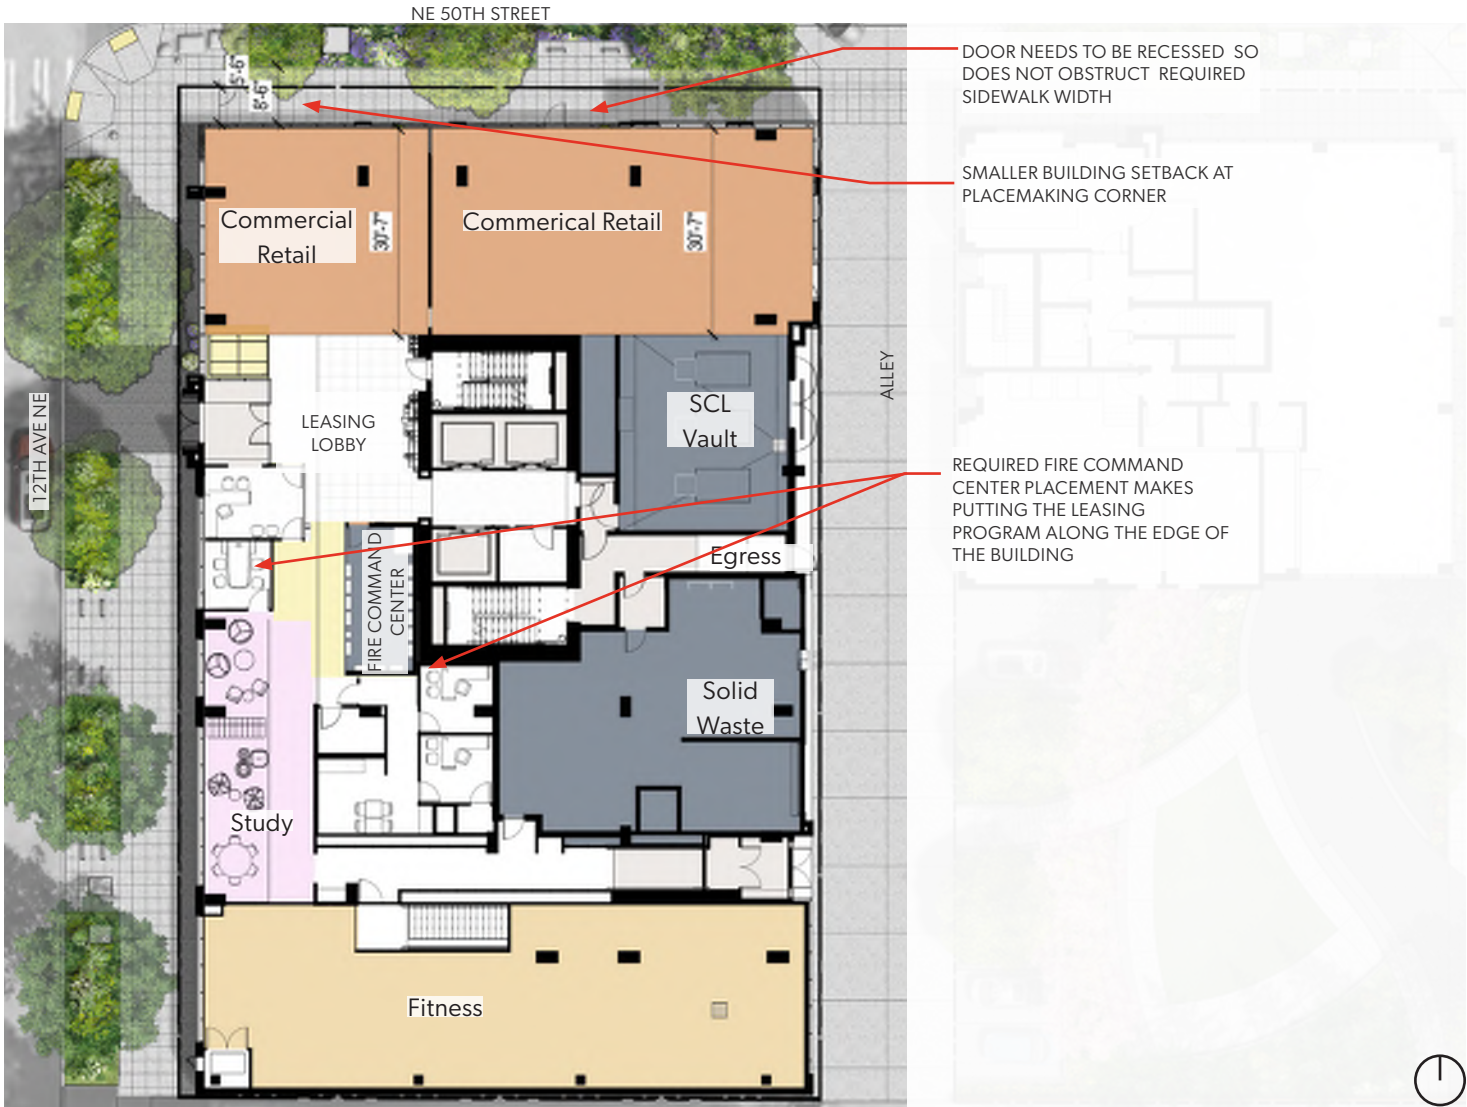 NE 50TH STREET
DOOR NEEDS TO BE RECESSED SO
DOES NOT OBSTRUCT REQUIRED
SIDEWALK WIDTH
5'-6"
8'-6"
SMALLER BUILDING SETBACK AT
PLACEMAKING CORNER
Commercial
Retail
30'-7"
Commerical Retail
30'-7"
12TH AVE NE
LEASING
LOBBY
SCL
Vault
ALLEY
REQUIRED FIRE COMMAND
CENTER PLACEMENT MAKES
PUTTING THE LEASING
PROGRAM ALONG THE EDGE OF
THE BUILDING
Egress
FIRE COMMAND
CENTER
Solid
Waste
Study
Fitness